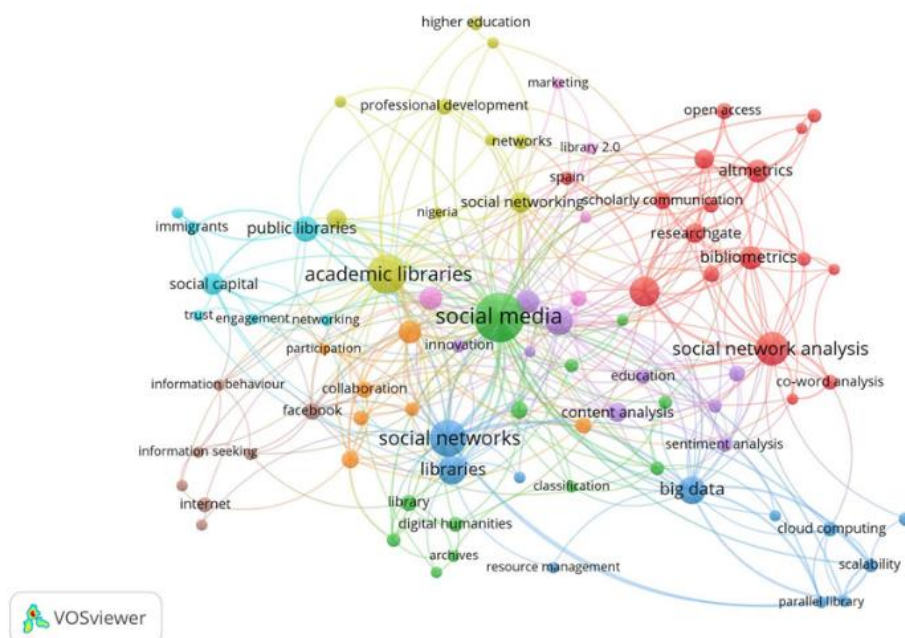 higher education
marketing
professional development
open access
networks
library 2.0
altmetrics
spain
scholarly communication
social networking
nigeria
immigrants
public libraries
researchgate
bibliometrics
academic libraries
social capital
social media
trust
engagement
networking
innovation
participation
social network analysis
information behaviour
collaboration
education
co-word analysis
facebook
content analysis
social networks
sentiment analysis
information seeking
libraries
classification
big data
internet
library
digital humanities
cloud computing
archives
resource management
scalability
parallel library
VOSviewer